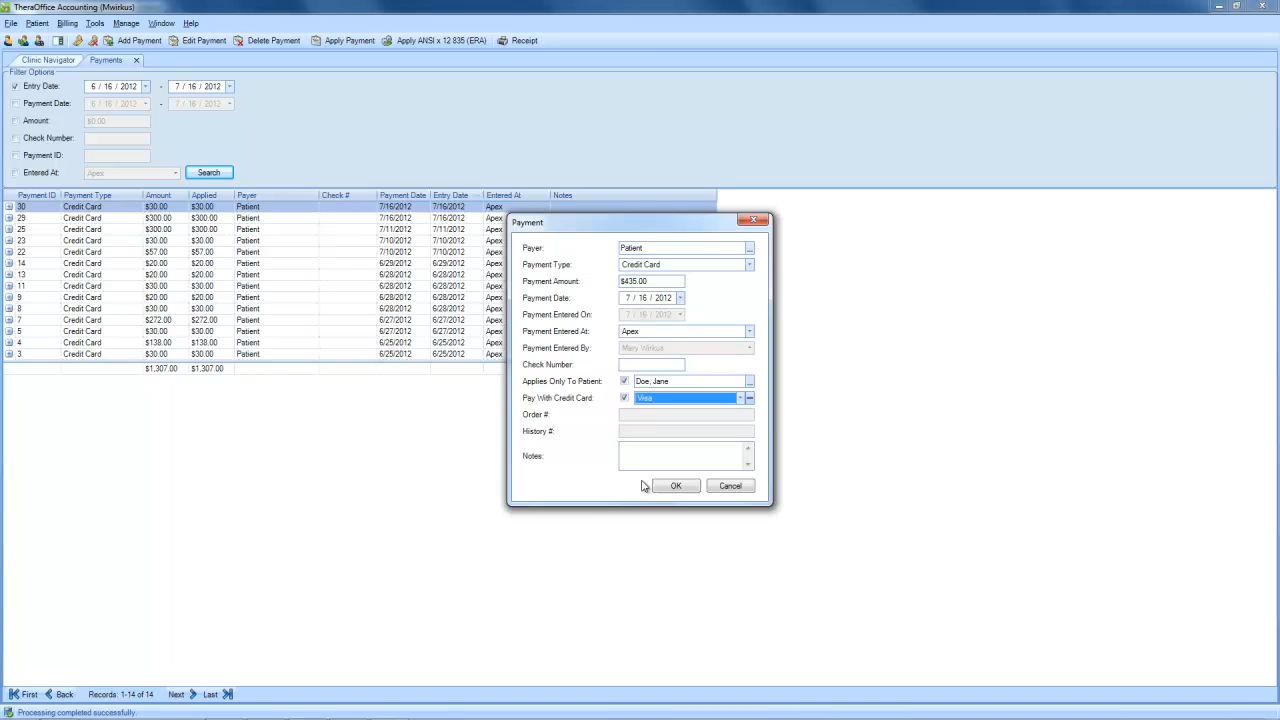 TheraOffice Accounting (Mwirkus)
File Patient Billing Tools Manage Window Help
Add Payment Edit Payment Delete Payment Apply Payment Apply ANSI x 12 835 (ERA) Receipt
Clinic Navigator Payments
Filter Options
Entry Date: 6 / 16 / 2012 - 7 / 16 / 2012
Payment Date: 6 / 16 / 2012 - 7 / 16 / 2012
Amount: $0.00
Check Number:
Payment ID:
Entered At: Apex Search
Payment ID Payment Type Amount Applied Payer Check # Payment Date Entry Date Entered At Notes
30 Credit Card $30.00 $30.00 Patient 7/16/2012 7/16/2012 Apex
29 Credit Card $300.00 $300.00 Patient 7/16/2012 7/16/2012 Apex
25 Credit Card $300.00 $300.00 Patient 7/11/2012 7/11/2012 Apex
23 Credit Card $30.00 $30.00 Patient 7/10/2012 7/10/2012 Apex
22 Credit Card $57.00 $57.00 Patient 7/10/2012 7/10/2012 Apex
14 Credit Card $20.00 $20.00 Patient 6/29/2012 6/29/2012 Apex
13 Credit Card $20.00 $20.00 Patient 6/28/2012 6/28/2012 Apex
11 Credit Card $30.00 $30.00 Patient 6/28/2012 6/28/2012 Apex
9 Credit Card $20.00 $20.00 Patient 6/28/2012 6/28/2012 Apex
8 Credit Card $30.00 $30.00 Patient 6/28/2012 6/28/2012 Apex
7 Credit Card $272.00 $272.00 Patient 6/27/2012 6/27/2012 Apex
5 Credit Card $30.00 $30.00 Patient 6/27/2012 6/27/2012 Apex
4 Credit Card $138.00 $138.00 Patient 6/25/2012 6/25/2012 Apex
3 Credit Card $30.00 $30.00 Patient 6/25/2012 6/25/2012 Apex
$1,307.00 $1,307.00
Payment
Payer: Patient
Payment Type: Credit Card
Payment Amount: $435.00
Payment Date: 7 / 16 / 2012
Payment Entered On: 7 / 16 / 2012
Payment Entered At: Apex
Payment Entered By: Mary Wirkus
Check Number:
Applies Only To Patient: Doe, Jane
Pay With Credit Card: Visa
Order #:
History #:
Notes:
OK Cancel
First Back Records: 1-14 of 14 Next Last
Processing completed successfully.